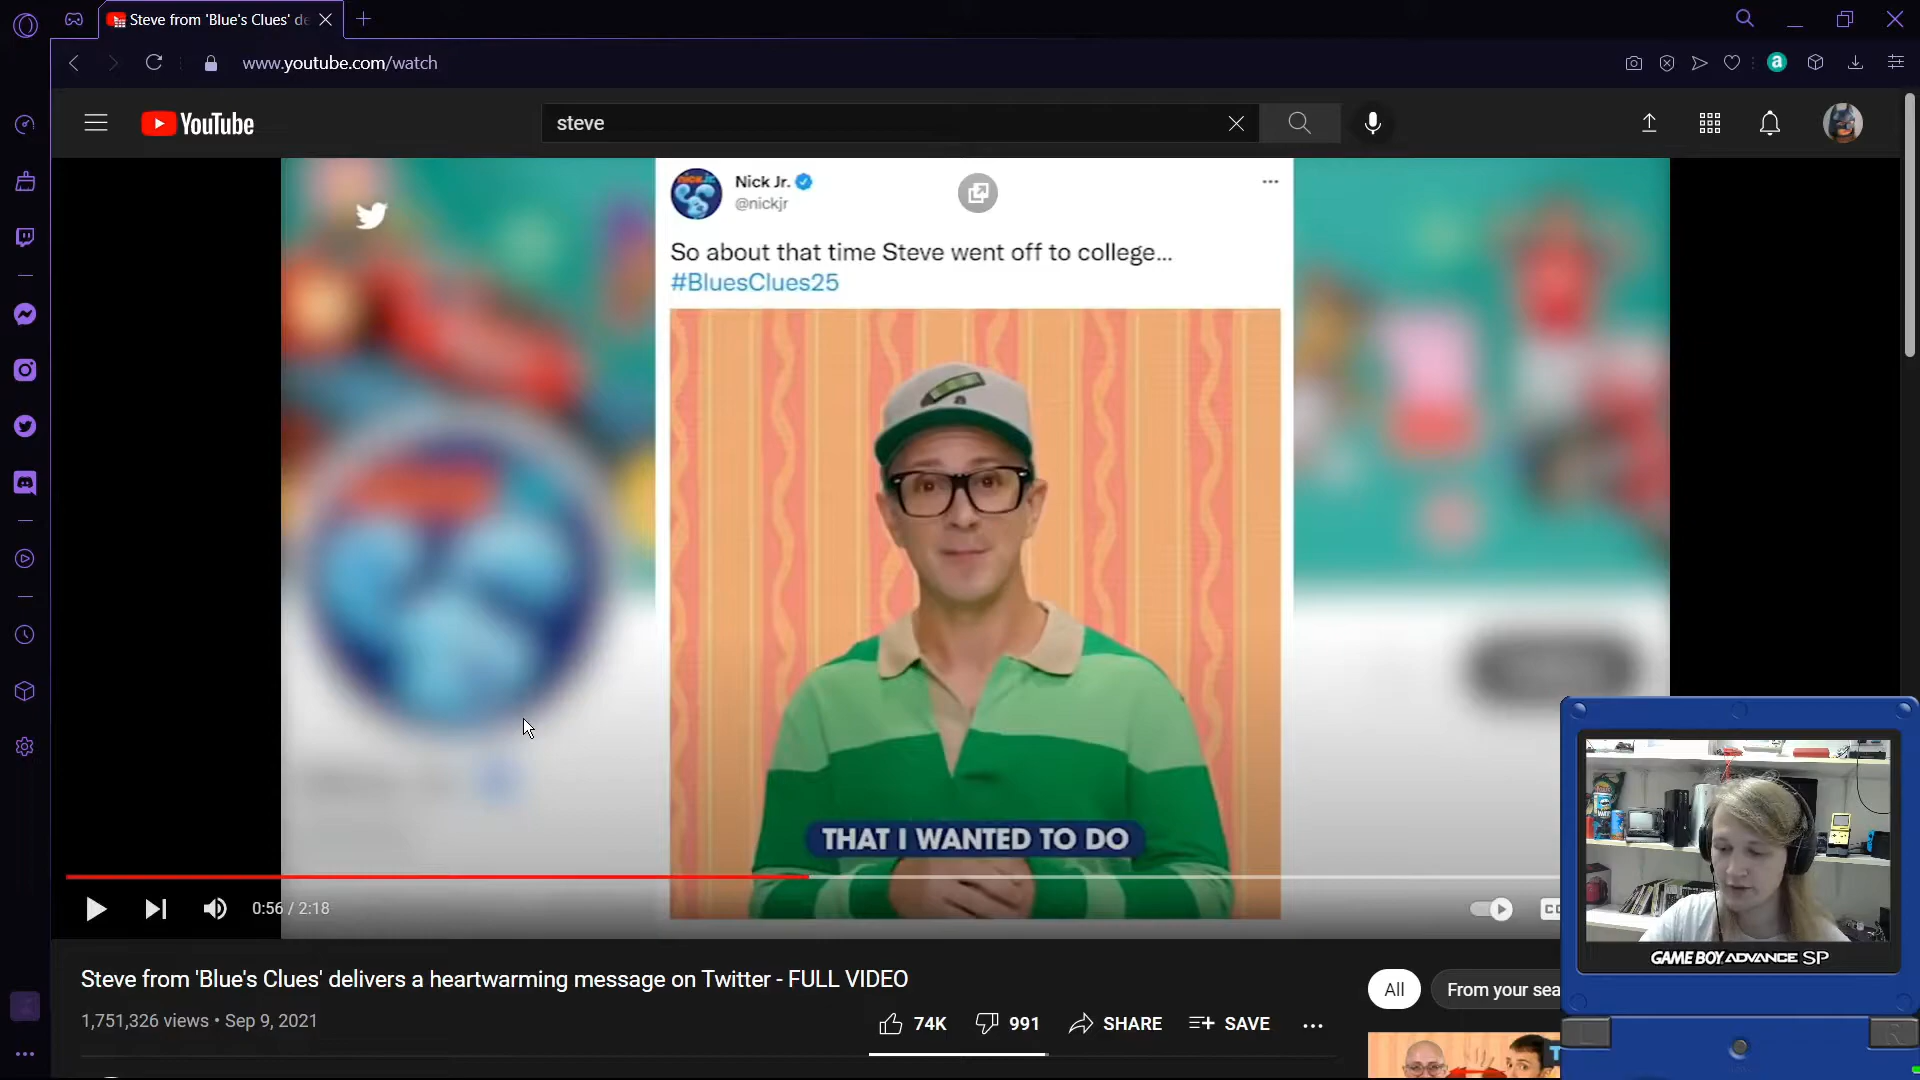 Steve from 'Blue's Clues' de
www.youtube.com/watch
YouTube
steve
Nick Jr.
@nickjr
So about that time Steve went off to college...
#BluesClues25
THAT I WANTED TO DO
0:56 / 2:18
CC
Steve from 'Blue's Clues' delivers a heartwarming message on Twitter - FULL VIDEO
1,751,326 views • Sep 9, 2021
74K
991
SHARE
SAVE
All
From your sea
GAME BOY ADVANCE SP
L
R